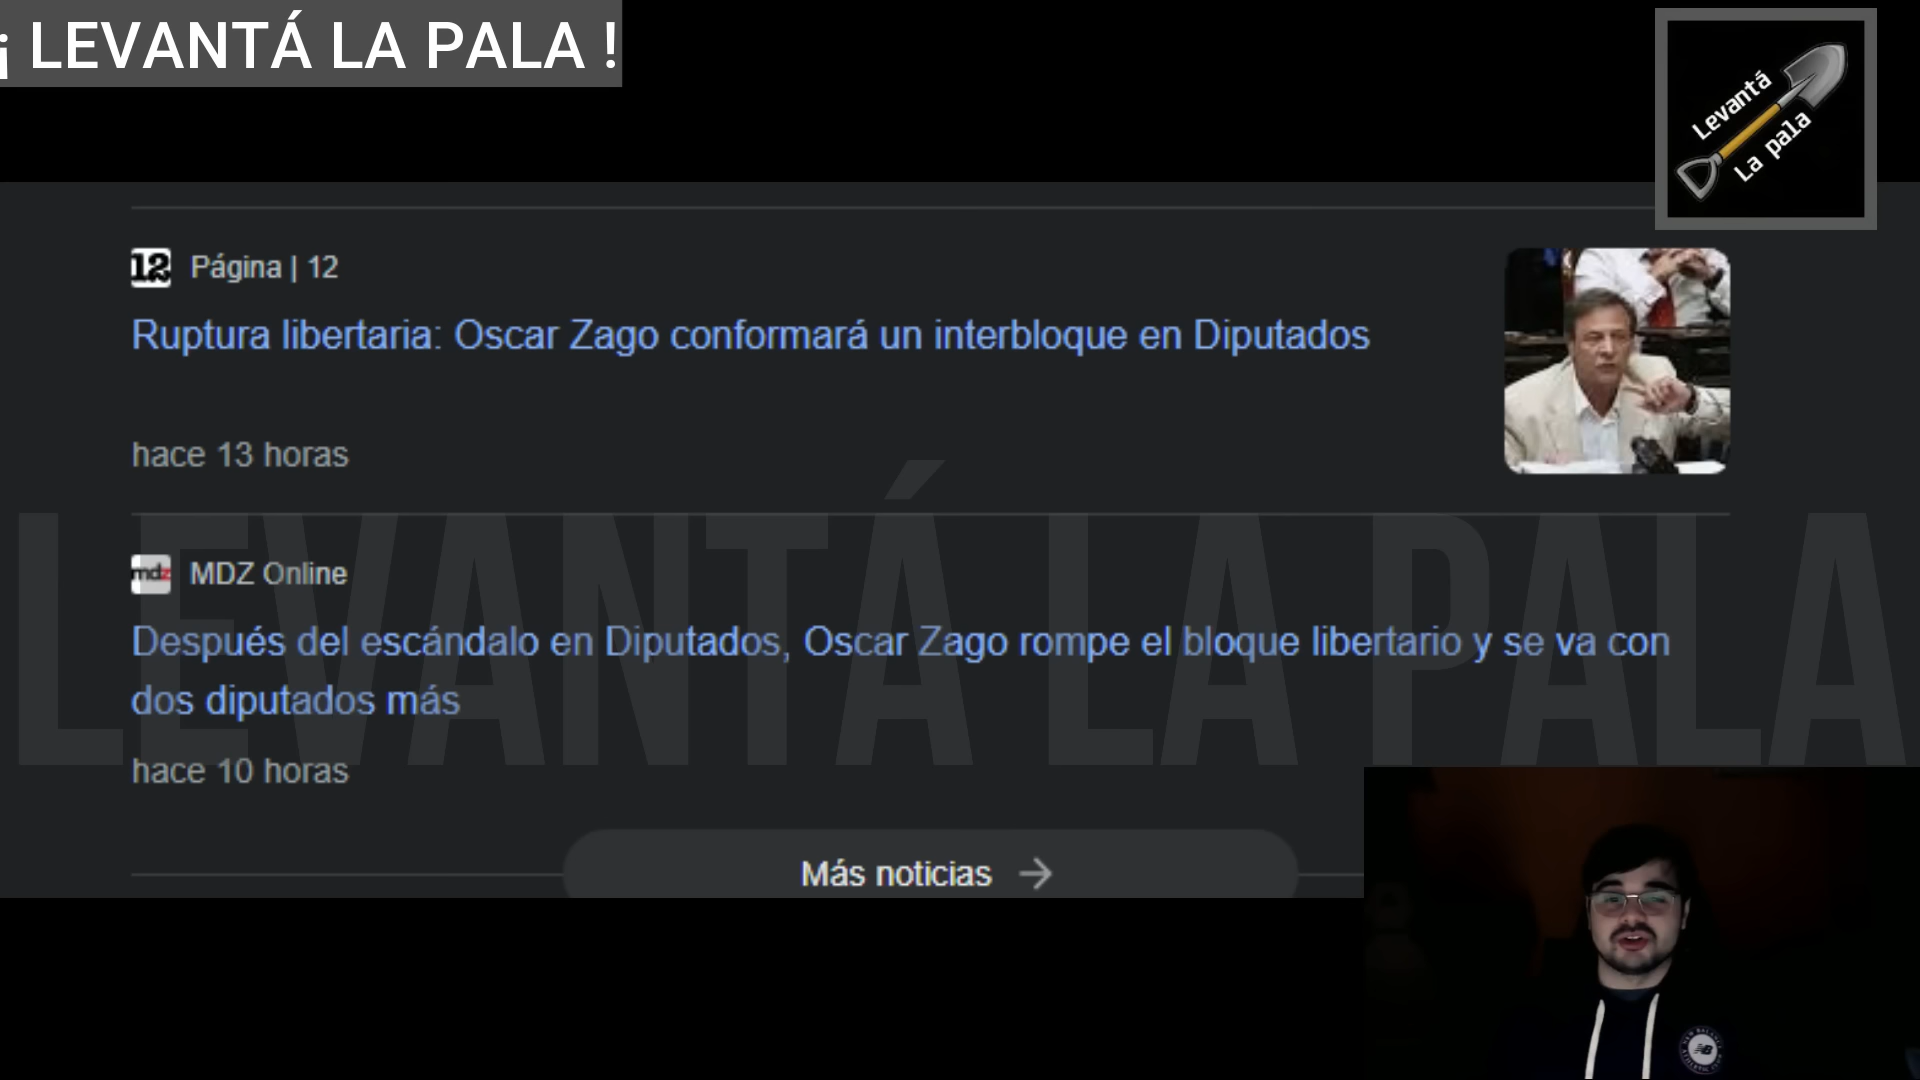 ¡ LEVANTÁ LA PALA !
Levantá
La pala
12 Página | 12
Ruptura libertaria: Oscar Zago conformará un interbloque en Diputados
hace 13 horas
LEVANTÁ LA PALA
mdz MDZ Online
Después del escándalo en Diputados, Oscar Zago rompe el bloque libertario y se va con
dos diputados más
hace 10 horas
Más noticias